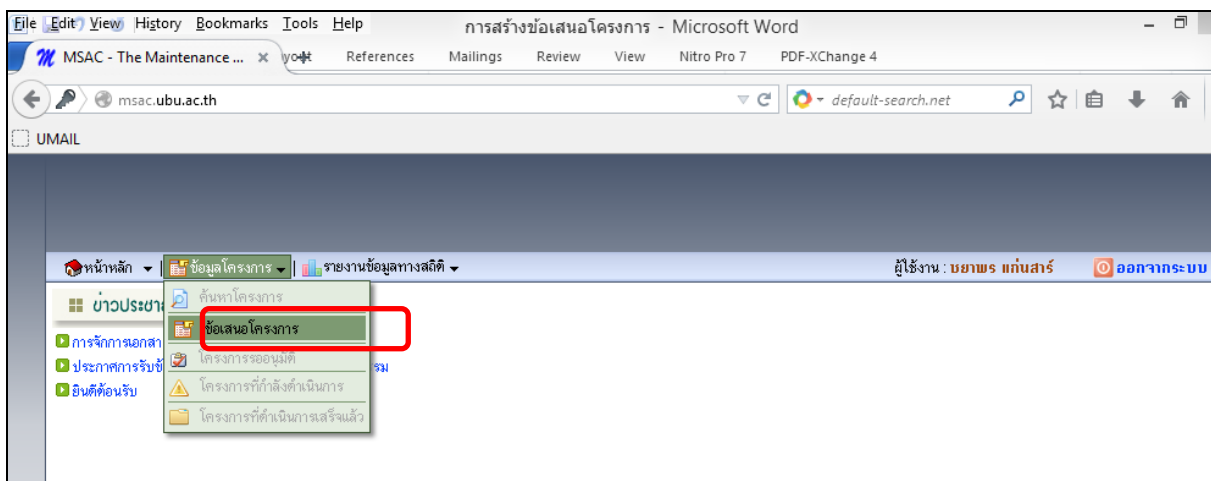 File Edit View History Bookmarks Tools Help การสร้างข้อเสนอโครงการ - Microsoft Word
MSAC - The Maintenance ... References Mailings Review View Nitro Pro 7 PDF-XChange 4
msac.ubu.ac.th default-search.net
UMAIL
หน้าหลัก | ข้อมูลโครงการ | รายงานข้อมูลทางสถิติ ผู้ใช้งาน : ชยาพร แก่นสาร์ ออกจากระบบ
ข่าวประชา ค้นหาโครงการ
ข้อเสนอโครงการ
การจัดการเอกสา
โครงการรออนุมัติ
ประกาศการรับข้ รม
โครงการที่กำลังดำเนินการ
ยินดีต้อนรับ
โครงการที่ดำเนินการเสร็จแล้ว